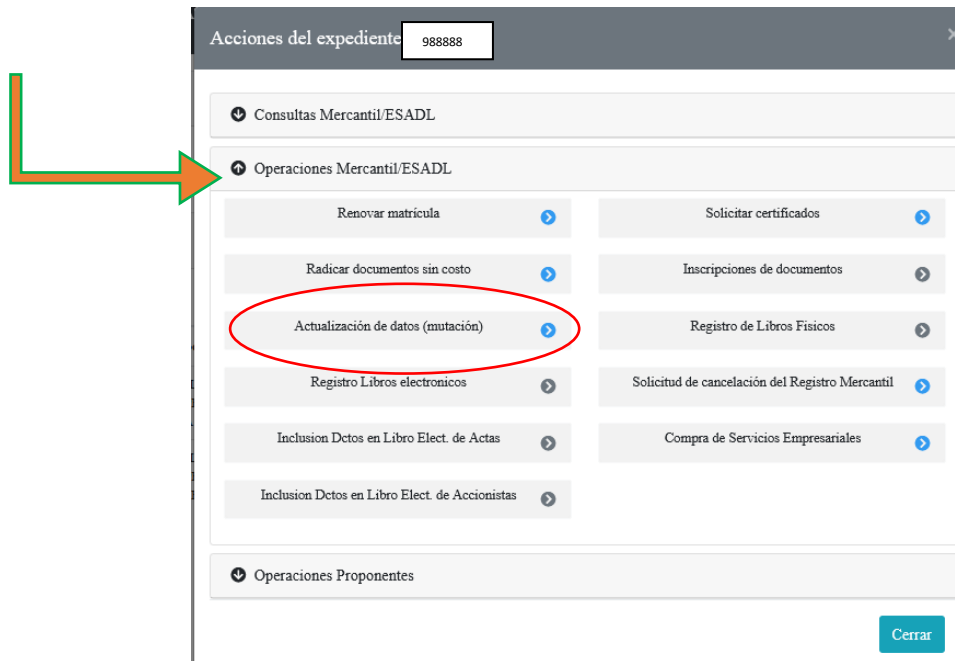 Acciones del expediente 988888
Consultas Mercantil/ESADL
Operaciones Mercantil/ESADL
Renovar matrícula
Solicitar certificados
Radicar documentos sin costo
Inscripciones de documentos
Actualización de datos (mutación)
Registro de Libros Físicos
Registro Libros electronicos
Solicitud de cancelación del Registro Mercantil
Inclusion Dctos en Libro Elect. de Actas
Compra de Servicios Empresariales
Inclusion Dctos en Libro Elect. de Accionistas
Operaciones Proponentes
Cerrar